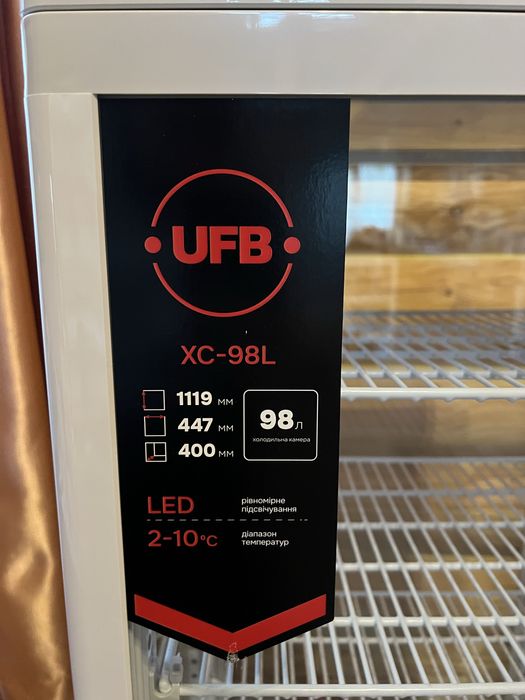 UFB
XC-98L
1119 мм
447 мм
400 мм
98 л
холодильна камера
LED
рівномірне
підсвічування
2-10°C
діапазон
температур